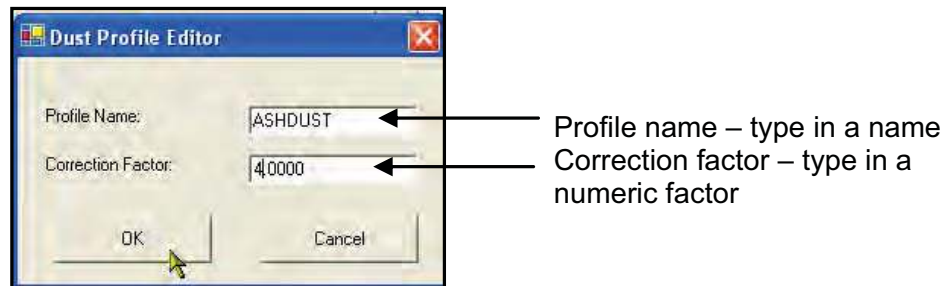 Dust Profile Editor
Profile Name:
ASHDUST
Correction Factor:
4.0000
OK
Cancel
Profile name – type in a name
Correction factor – type in a
numeric factor